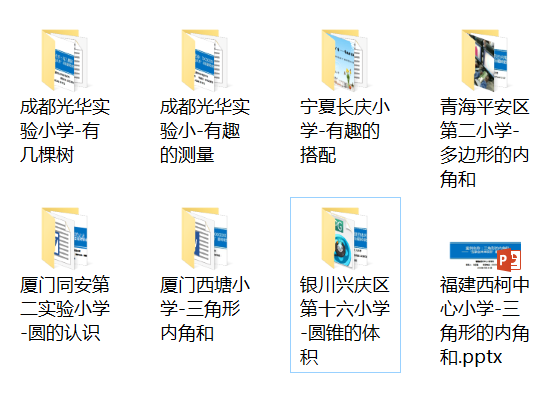 成都光华实
验小学-有
几棵树
成都光华实
验小-有趣
的测量
宁夏长庆小
学-有趣的
搭配
青海平安区
第二小学-
多边形的内
角和
厦门同安第
二实验小学
-圆的认识
厦门西塘小
学-三角形
内角和
银川兴庆区
第十六小学
-圆锥的体
积
福建西柯中
心小学-三
角形的内角
和.pptx